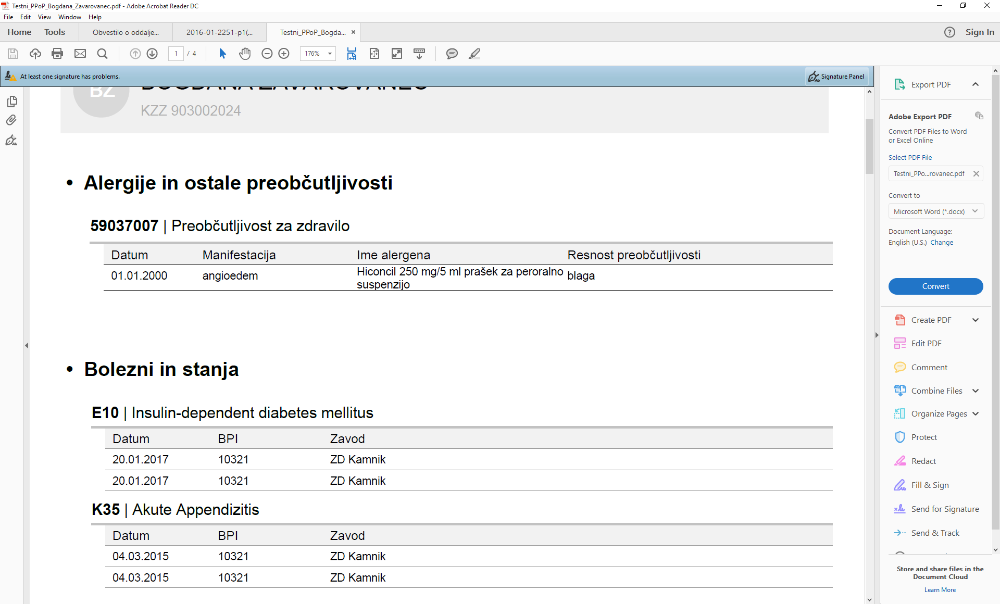 Testni_PPoP_Bogdana_Zavarovanec.pdf - Adobe Acrobat Reader DC
File Edit View Window Help
Home Tools Obvestilo o oddalje... 2016-01-2251-p1(... Testni_PPoP_Bogda... Sign In
1 / 4 176%
At least one signature has problems. Signature Panel
BZ BOGDANA ZAVAROVANEC
KZZ 903002024
• Alergije in ostale preobčutljivosti
59037007 | Preobčutljivost za zdravilo
Datum Manifestacija Ime alergena Resnost preobčutljivosti
01.01.2000 angioedem Hiconcil 250 mg/5 ml prašek za peroralno suspenzijo blaga
• Bolezni in stanja
E10 | Insulin-dependent diabetes mellitus
Datum BPI Zavod
20.01.2017 10321 ZD Kamnik
20.01.2017 10321 ZD Kamnik
K35 | Akute Appendizitis
Datum BPI Zavod
04.03.2015 10321 ZD Kamnik
04.03.2015 10321 ZD Kamnik
Export PDF
Adobe Export PDF
Convert PDF Files to Word
or Excel Online
Select PDF File
Testni_PPo...rovanec.pdf
Convert to
Microsoft Word (*.docx)
Document Language:
English (U.S.) Change
Convert
Create PDF
Edit PDF
Comment
Combine Files
Organize Pages
Protect
Redact
Fill & Sign
Send for Signature
Send & Track
Store and share files in the
Document Cloud
Learn More